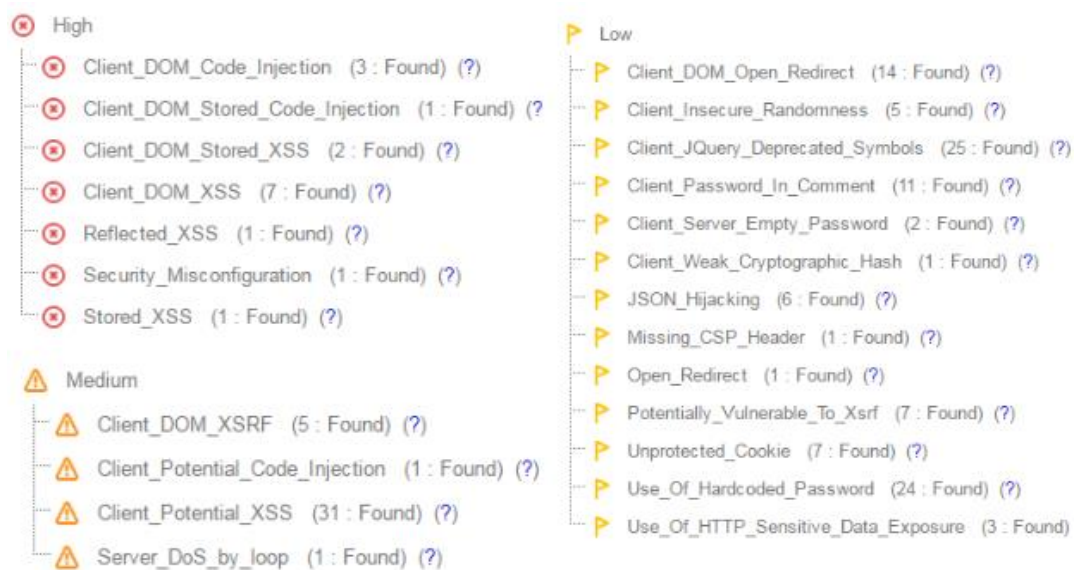 High
Client_DOM_Code_Injection (3 : Found) (?)
Client_DOM_Stored_Code_Injection (1 : Found) (?
Client_DOM_Stored_XSS (2 : Found) (?)
Client_DOM_XSS (7 : Found) (?)
Reflected_XSS (1 : Found) (?)
Security_Misconfiguration (1 : Found) (?)
Stored_XSS (1 : Found) (?)
Medium
Client_DOM_XSRF (5 : Found) (?)
Client_Potential_Code_Injection (1 : Found) (?)
Client_Potential_XSS (31 : Found) (?)
Server_DoS_by_loop (1 : Found) (?)
Low
Client_DOM_Open_Redirect (14 : Found) (?)
Client_Insecure_Randomness (5 : Found) (?)
Client_JQuery_Deprecated_Symbols (25 : Found) (?)
Client_Password_In_Comment (11 : Found) (?)
Client_Server_Empty_Password (2 : Found) (?)
Client_Weak_Cryptographic_Hash (1 : Found) (?)
JSON_Hijacking (6 : Found) (?)
Missing_CSP_Header (1 : Found) (?)
Open_Redirect (1 : Found) (?)
Potentially_Vulnerable_To_Xsrf (7 : Found) (?)
Unprotected_Cookie (7 : Found) (?)
Use_Of_Hardcoded_Password (24 : Found) (?)
Use_Of_HTTP_Sensitive_Data_Exposure (3 : Found)